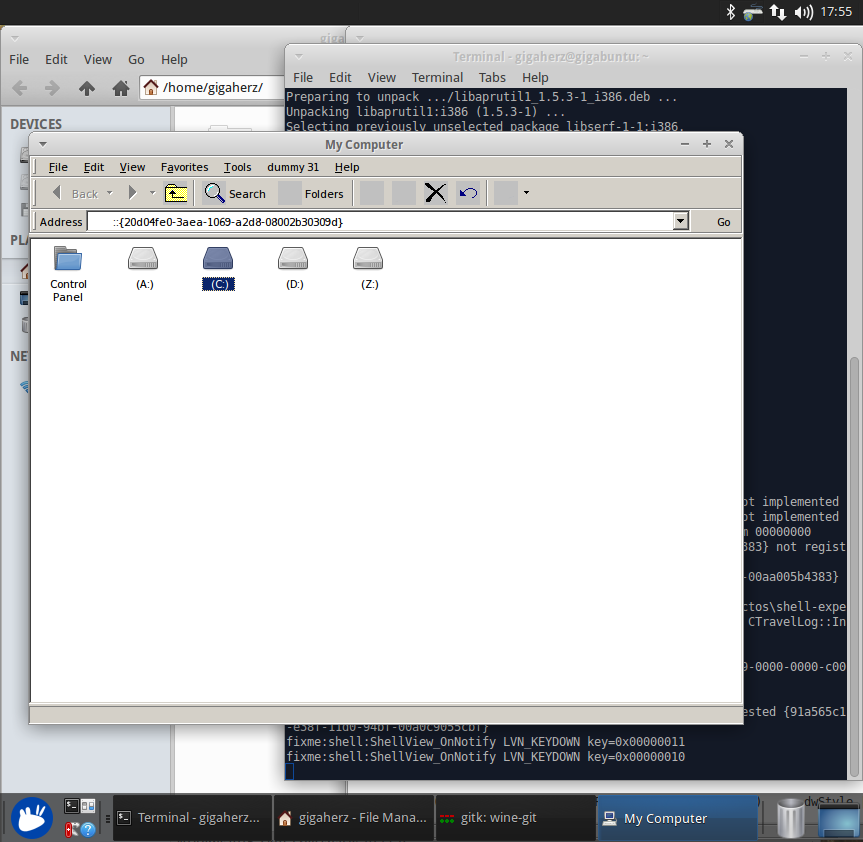 17:55
giga
File Edit View Go Help
/home/gigaherz/
DEVICES
Terminal - gigaherz@gigabuntu: ~
File Edit View Terminal Tabs Help
Preparing to unpack .../libaprutil1_1.5.3-1_i386.deb ...
Unpacking libaprutil1:i386 (1.5.3-1) ...
Selecting previously unselected package libserf-1-1:i386.
My Computer
File Edit View Favorites Tools dummy 31 Help
Back Search Folders
Address ::{20d04fe0-3aea-1069-a2d8-08002b30309d} Go
Control Panel
(A:)
(C:)
(D:)
(Z:)
PL
NE
ot implemented
ot implemented
00000000
383} not regist
-00aa005b4383}
ctos\shell-expe
CTravelLog::In
9-0000-0000-c00
ested {91a565c1
-e38f-11d0-94bf-00a0c9055cbf}
fixme:shell:ShellView_OnNotify LVN_KEYDOWN key=0x00000011
fixme:shell:ShellView_OnNotify LVN_KEYDOWN key=0x00000010
dwStyle
Terminal - gigaherz...
gigaherz - File Mana...
gitk: wine-git
My Computer